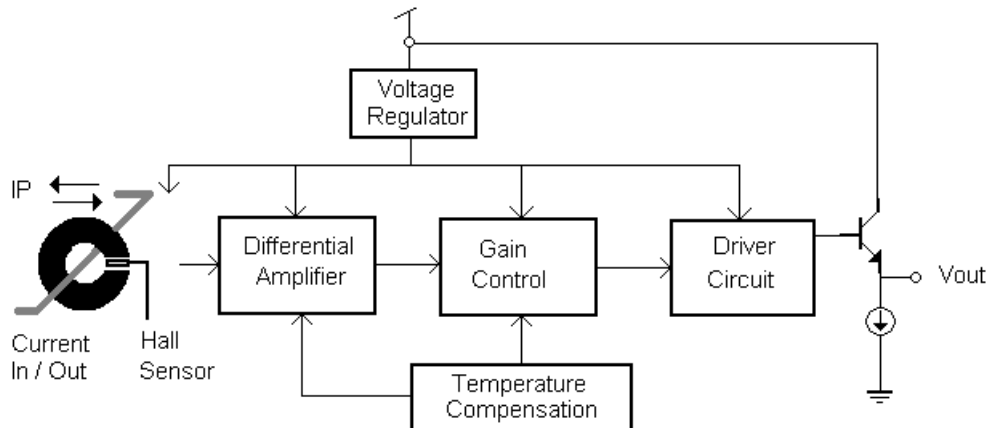 Voltage
Regulator
IP
Differential
Amplifier
Gain
Control
Driver
Circuit
Vout
Current
In / Out
Hall
Sensor
Temperature
Compensation